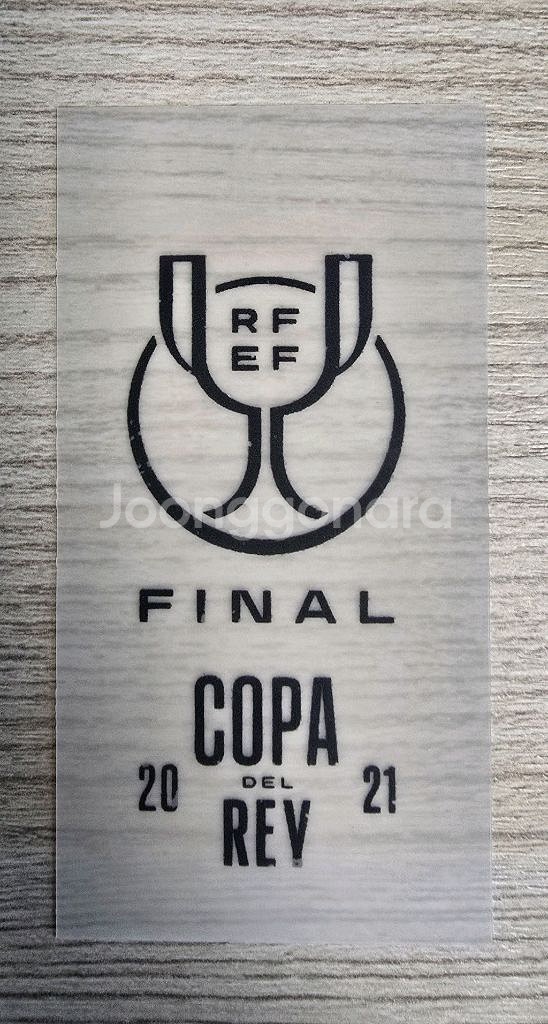 RF
EF
Joonggonara
FINAL
COPA
20 DEL 21
REY